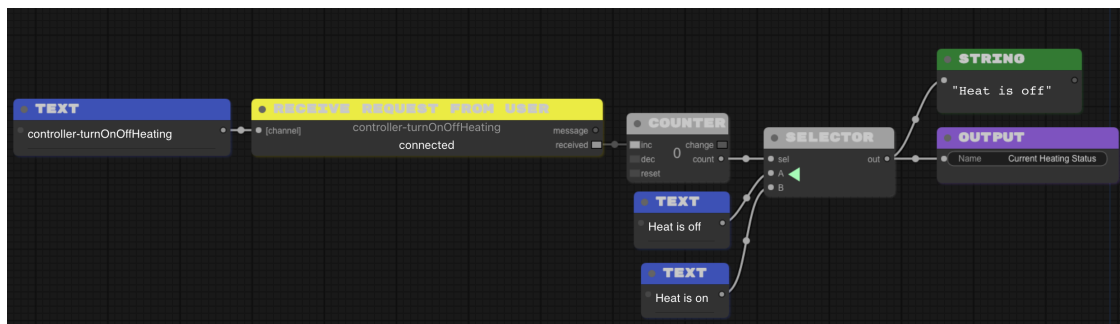 TEXT
controller-turnOnOffHeating
RECEIVE REQUEST FROM USER
[channel]
controller-turnOnOffHeating
connected
message
received
COUNTER
inc
dec
reset
0
change
count
TEXT
Heat is off
TEXT
Heat is on
SELECTOR
sel
A
B
out
STRING
"Heat is off"
OUTPUT
Name
Current Heating Status